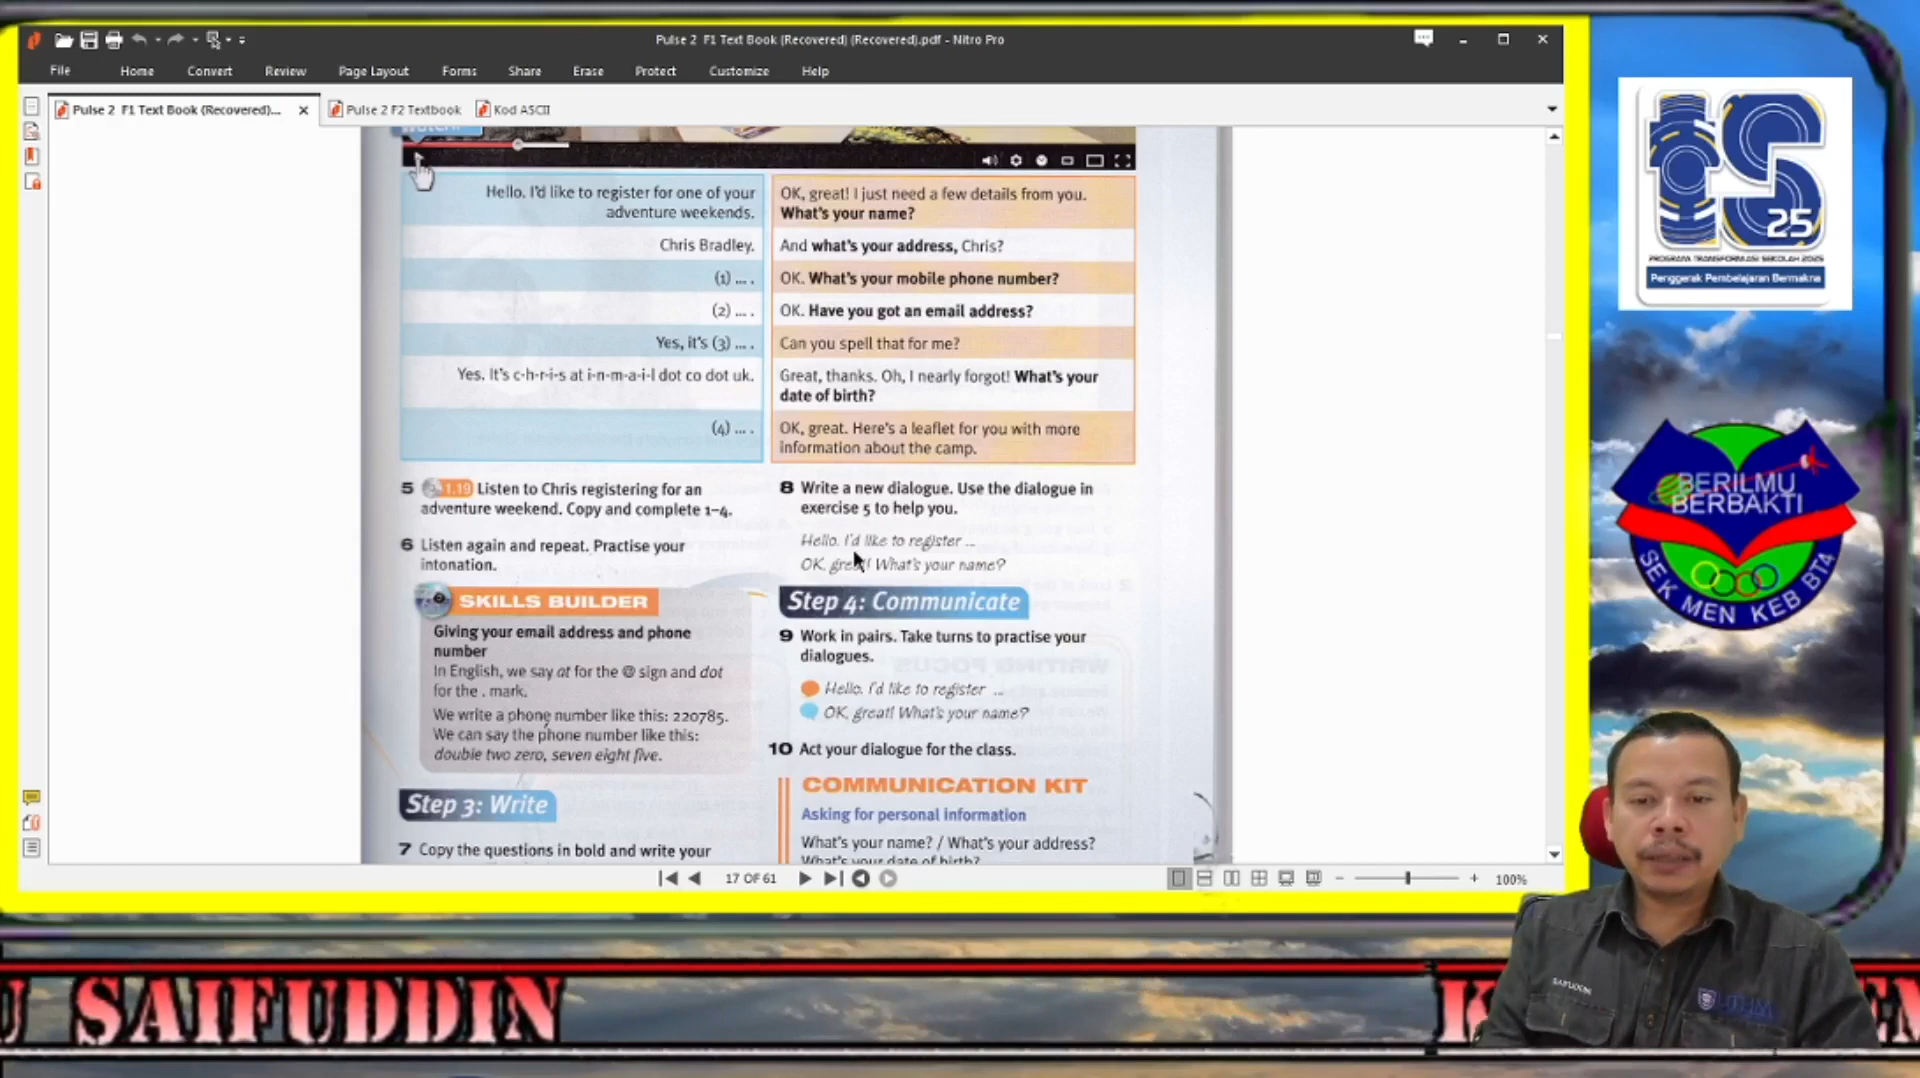 Pulse 2 F1 Text Book (Recovered) (Recovered).pdf - Nitro Pro
File Home Convert Review Page Layout Forms Share Erase Protect Customize Help
Pulse 2 F1 Text Book (Recovered)... Pulse 2 F2 Textbook Kod ASCII
Hello. I'd like to register for one of your
adventure weekends.
OK, great! I just need a few details from you.
What's your name?
Chris Bradley.
And what's your address, Chris?
(1) ... .
OK. What's your mobile phone number?
(2) ... .
OK. Have you got an email address?
Yes, it's (3) ... .
Can you spell that for me?
Yes. It's c-h-r-i-s at i-n-m-a-i-l dot co dot uk.
Great, thanks. Oh, I nearly forgot! What's your
date of birth?
(4) ... .
OK, great. Here's a leaflet for you with more
information about the camp.
5 1.19 Listen to Chris registering for an
adventure weekend. Copy and complete 1–4.
6 Listen again and repeat. Practise your
intonation.
SKILLS BUILDER
Giving your email address and phone
number
In English, we say at for the @ sign and dot
for the . mark.
We write a phone number like this: 220785.
We can say the phone number like this:
double two zero, seven eight five.
Step 3: Write
7 Copy the questions in bold and write your
8 Write a new dialogue. Use the dialogue in
exercise 5 to help you.
Hello. I'd like to register ...
OK, great! What's your name?
Step 4: Communicate
9 Work in pairs. Take turns to practise your
dialogues.
Hello. I'd like to register ...
OK, great! What's your name?
10 Act your dialogue for the class.
COMMUNICATION KIT
Asking for personal information
What's your name? / What's your address?
What's your date of birth?
17 OF 61
100%
TS
25
PROGRAM TRANSFORMASI SEKOLAH 2025
Penggerak Pembelajaran Bermakna
BERILMU
BERBAKTI
SEK MEN KEB BT4
SAIFUDDIN
U SAIFUDDIN